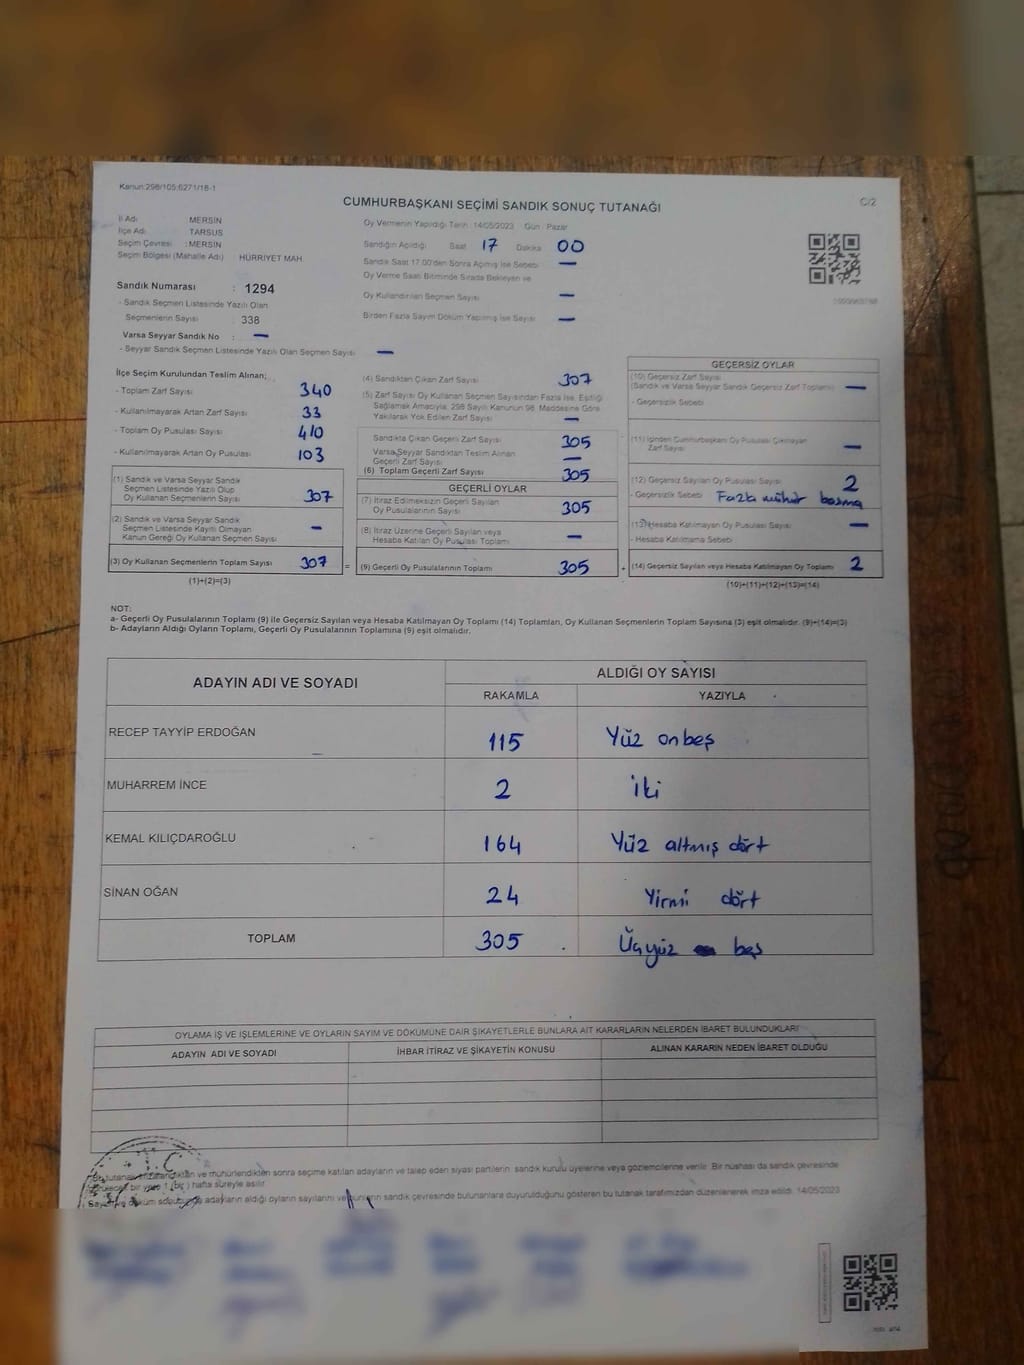 Kanun:298/105;6271/18-1
CUMHURBAŞKANI SEÇİMİ SANDIK SONUÇ TUTANAĞI
C/2
İl Adı : MERSİN
İlçe Adı : TARSUS
Seçim Çevresi : MERSİN
Seçim Bölgesi (Mahalle Adı) : HÜRRİYET MAH.
Sandık Numarası : 1294
- Sandık Seçmen Listesinde Yazılı Olan
Seçmenlerin Sayısı : 338
Varsa Seyyar Sandık No : —
- Seyyar Sandık Seçmen Listesinde Yazılı Olan Seçmen Sayısı —
Oy Vermenin Yapıldığı Tarih : 14/05/2023 Gün : Pazar
Sandığın Açıldığı Saat 17 Dakika 00
Sandık Saat 17.00'den Sonra Açılmış İse Sebebi —
Oy Verme Saati Bitiminde Sırada Bekleyen ve
Oy Kullandırılan Seçmen Sayısı —
Birden Fazla Sayım Döküm Yapılmış İse Sayısı —
İlçe Seçim Kurulundan Teslim Alınan;
- Toplam Zarf Sayısı 340
- Kullanılmayarak Artan Zarf Sayısı 33
- Toplam Oy Pusulası Sayısı 410
- Kullanılmayarak Artan Oy Pusulası 103
(1) Sandık ve Varsa Seyyar Sandık
Seçmen Listesinde Yazılı Olup
Oy Kullanan Seçmenlerin Sayısı 307
(2) Sandık ve Varsa Seyyar Sandık
Seçmen Listesinde Kayıtlı Olmayan
Kanun Gereği Oy Kullanan Seçmen Sayısı —
(3) Oy Kullanan Seçmenlerin Toplam Sayısı 307
(1)+(2)=(3)
(4) Sandıktan Çıkan Zarf Sayısı 307
(5) Zarf Sayısı Oy Kullanan Seçmen Sayısından Fazla İse, Eşitliği
Sağlamak Amacıyla, 298 Sayılı Kanunun 98. Maddesine Göre
Yakılarak Yok Edilen Zarf Sayısı —
Sandıkta Çıkan Geçerli Zarf Sayısı 305
Varsa Seyyar Sandıktan Teslim Alınan
Geçerli Zarf Sayısı —
(6) Toplam Geçerli Zarf Sayısı 305
GEÇERLİ OYLAR
(7) İtiraz Edilmeksizin Geçerli Sayılan
Oy Pusulalarının Sayısı 305
(8) İtiraz Üzerine Geçerli Sayılan veya
Hesaba Katılan Oy Pusulası Toplamı —
= (9) Geçerli Oy Pusulalarının Toplamı 305
GEÇERSİZ OYLAR
(10) Geçersiz Zarf Sayısı
(Sandık ve Varsa Seyyar Sandık Geçersiz Zarf Toplamı) —
- Geçersizlik Sebebi
(11) İçinden Cumhurbaşkanı Oy Pusulası Çıkmayan
Zarf Sayısı —
(12) Geçersiz Sayılan Oy Pusulası Sayısı 2
- Geçersizlik Sebebi Fazla mühür basma
(13) Hesaba Katılmayan Oy Pusulası Sayısı —
- Hesaba Katılmama Sebebi
+ (14) Geçersiz Sayılan veya Hesaba Katılmayan Oy Toplamı 2
(10)+(11)+(12)+(13)=(14)
NOT:
a- Geçerli Oy Pusulalarının Toplamı (9) ile Geçersiz Sayılan veya Hesaba Katılmayan Oy Toplamı (14) Toplamları, Oy Kullanan Seçmenlerin Toplam Sayısına (3) eşit olmalıdır. (9)+(14)=(3)
b- Adayların Aldığı Oyların Toplamı, Geçerli Oy Pusulalarının Toplamına (9) eşit olmalıdır.
ADAYIN ADI VE SOYADI ALDIĞI OY SAYISI
RAKAMLA YAZIYLA
RECEP TAYYİP ERDOĞAN 115 Yüz onbeş
MUHARREM İNCE 2 İki
KEMAL KILIÇDAROĞLU 164 Yüz altmış dört
SİNAN OĞAN 24 Yirmi dört
TOPLAM 305 Üçyüz beş
OYLAMA İŞ VE İŞLEMLERİNE VE OYLARIN SAYIM VE DÖKÜMÜNE DAİR ŞİKAYETLERLE BUNLARA AİT KARARLARIN NELERDEN İBARET BULUNDUKLARI
ADAYIN ADI VE SOYADI İHBAR İTİRAZ VE ŞİKAYETİN KONUSU ALINAN KARARIN NEDEN İBARET OLDUĞU
T.C.
Bu tutanak ve mühürlendikten sonra seçime katılan adayların ve talep eden siyasi partilerin sandık kurulu üyelerine veya gözlemcilerine verilir. Bir nüshası da sandık çevresinde
bir yere 1 (bir) hafta süreyle asılır.
döküm adayların aldığı oyların sayılarını ve sandık çevresinde bulunanlara duyurulduğunu gösteren bu tutanak tarafımızdan düzenlenerek imza edildi. 14/05/2023